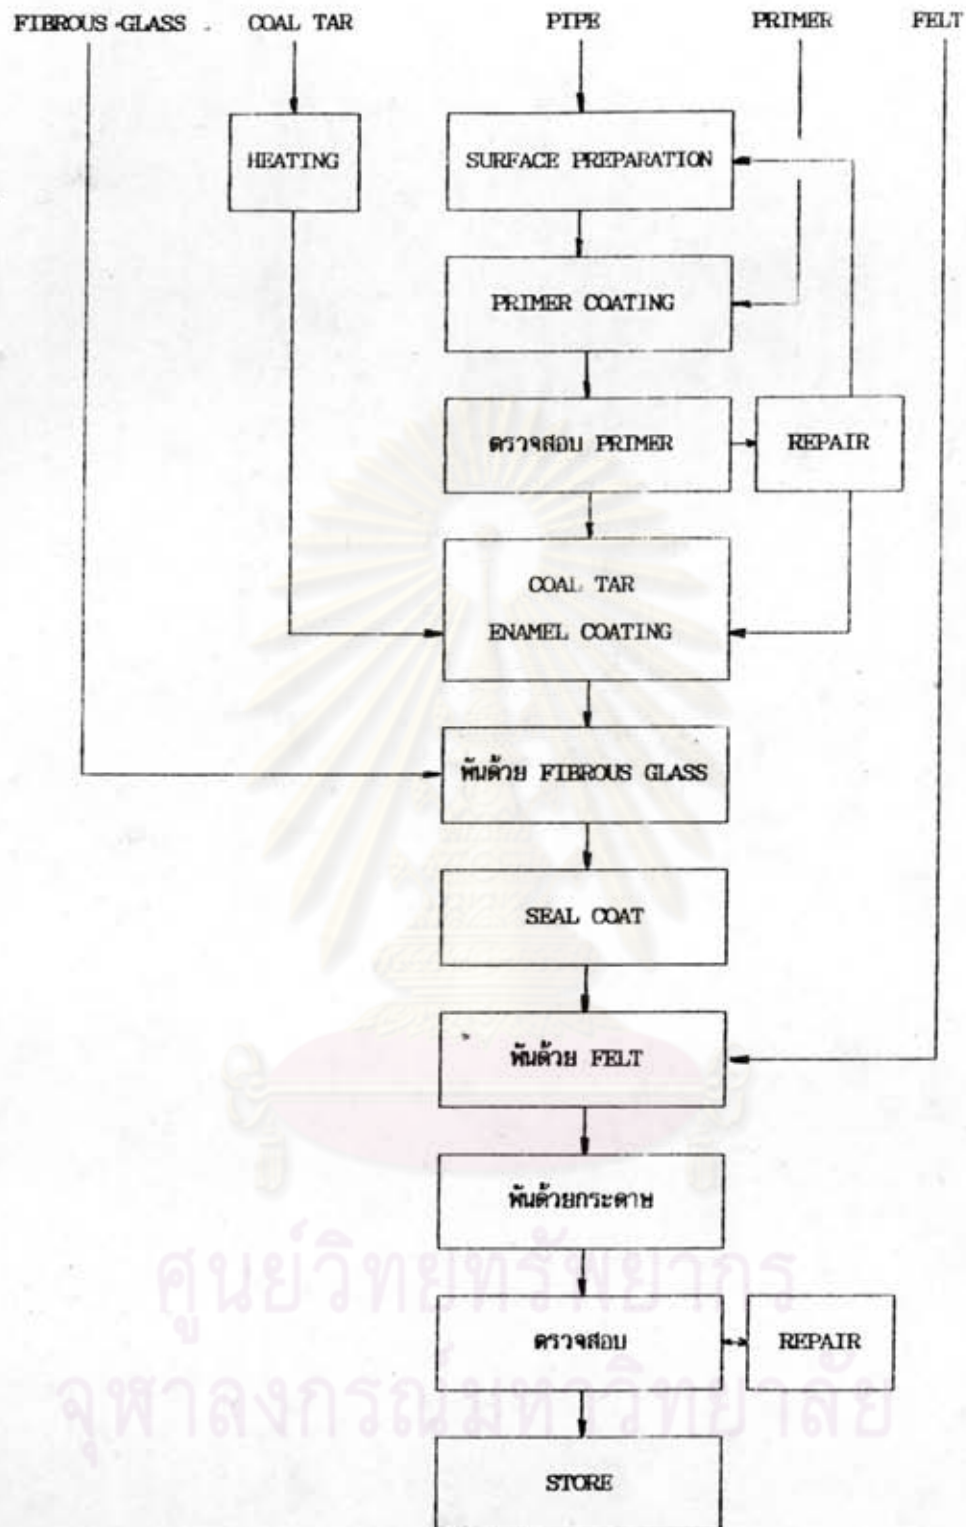 FIBROUS-GLASS COAL TAR PIPE PRIMER FELT
HEATING
SURFACE PREPARATION
PRIMER COATING
ตรวจสอบ PRIMER
REPAIR
COAL TAR
ENAMEL COATING
พันด้วย FIBROUS GLASS
SEAL COAT
พันด้วย FELT
พันด้วยกระดาษ
ศูนย์วิทยทรัพยากร
ตรวจสอบ
REPAIR
จุฬาลงกรณ์มหาวิทยาลัย
STORE